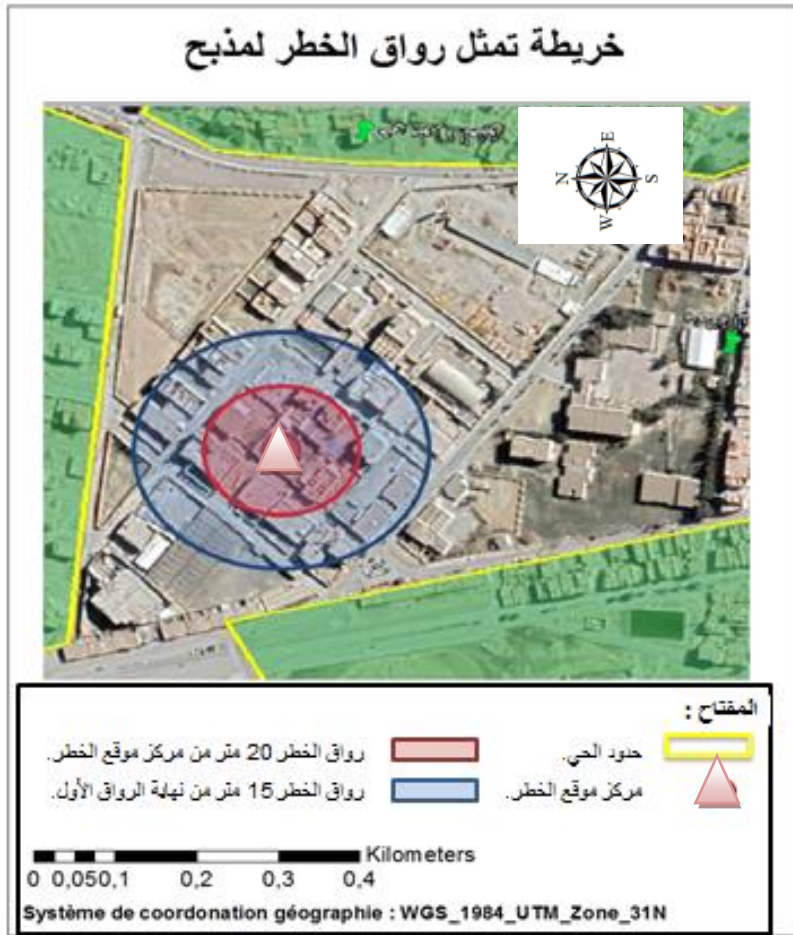 خريطة تمثل رواق الخطر لمذبح
E
N
S
W
المفتاح :
حدود الحي.
رواق الخطر 20 متر من مركز موقع الخطر.
مركز موقع الخطر.
رواق الخطر 15 متر من نهاية الرواق الأول.
Kilometers
0 0,05 0,1 0,2 0,3 0,4
Système de coordonation géographie : WGS_1984_UTM_Zone_31N